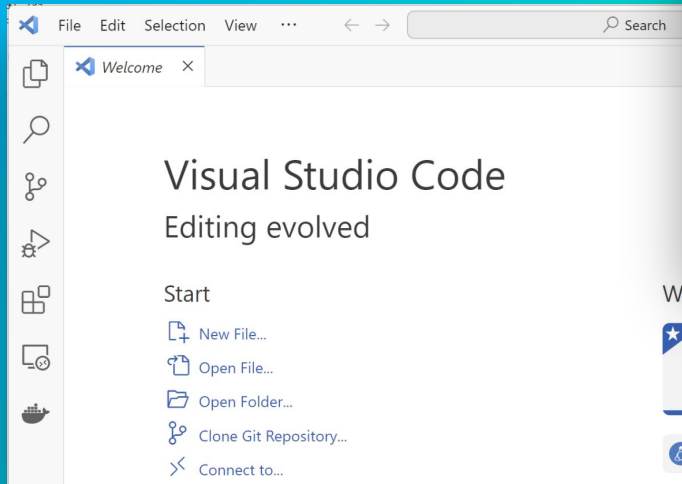 File Edit Selection View ··· Search
Welcome
Visual Studio Code
Editing evolved
Start
New File...
Open File...
Open Folder...
Clone Git Repository...
Connect to...